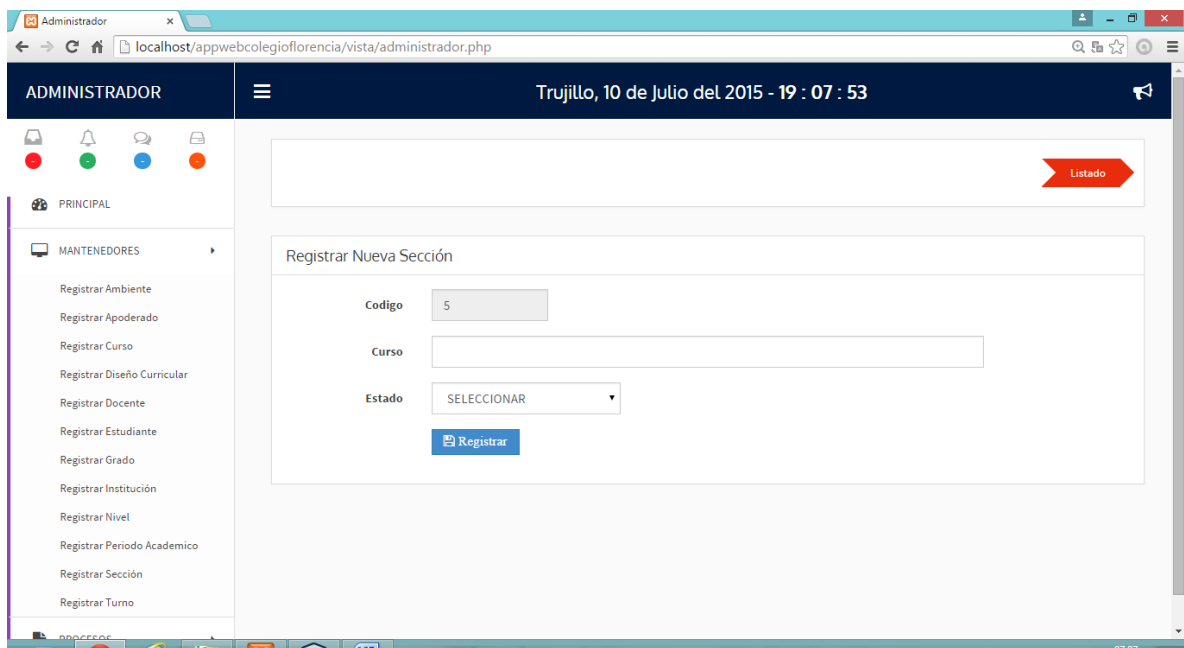 Administrador
localhost/appwebcolegioflorencia/vista/administrador.php
ADMINISTRADOR
Trujillo, 10 de Julio del 2015 - 19 : 07 : 53
- - - -
Listado
PRINCIPAL
MANTENEDORES
Registrar Ambiente
Registrar Apoderado
Registrar Curso
Registrar Diseño Curricular
Registrar Docente
Registrar Estudiante
Registrar Grado
Registrar Institución
Registrar Nivel
Registrar Periodo Academico
Registrar Sección
Registrar Turno
PROCESOS
Registrar Nueva Sección
Codigo 5
Curso
Estado SELECCIONAR
Registrar